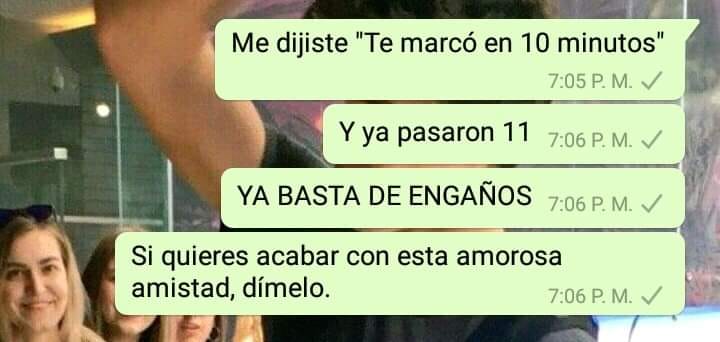 Me dijiste "Te marcó en 10 minutos"
7:05 P. M.
Y ya pasaron 11
7:06 P. M.
YA BASTA DE ENGAÑOS
7:06 P. M.
Si quieres acabar con esta amorosa
amistad, dímelo.
7:06 P. M.